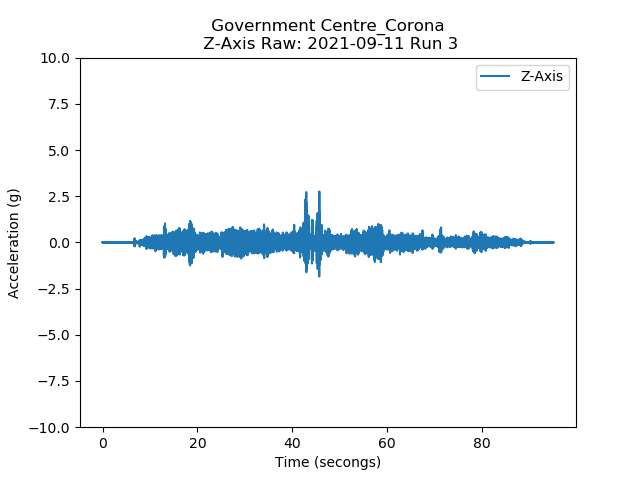 Government Centre_Corona
Z-Axis Raw: 2021-09-11 Run 3
Z-Axis
10.0
7.5
5.0
2.5
0.0
−2.5
−5.0
−7.5
−10.0
Acceleration (g)
0 20 40 60 80
Time (secongs)